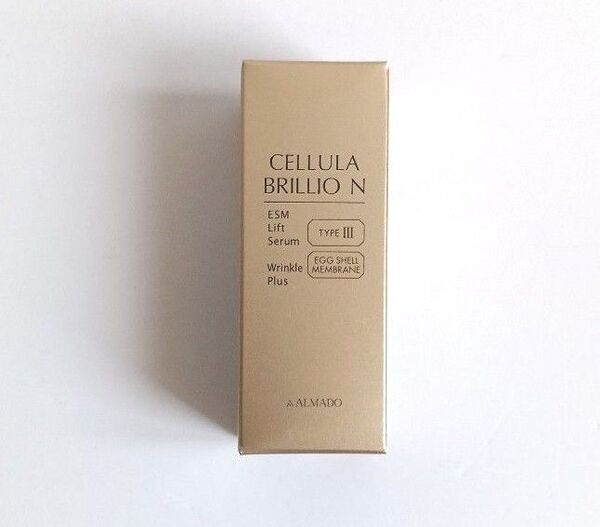 CELLULA
BRILLIO N
ESM
Lift
Serum
TYPE III
Wrinkle
Plus
EGG SHELL
MEMBRANE
ALMADO